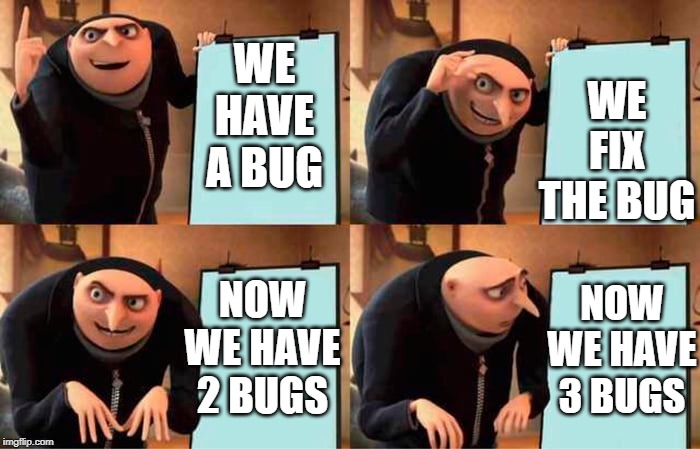 WE
HAVE
A BUG
WE
FIX
THE BUG
NOW
WE HAVE
2 BUGS
NOW
WE HAVE
3 BUGS
imgflip.com